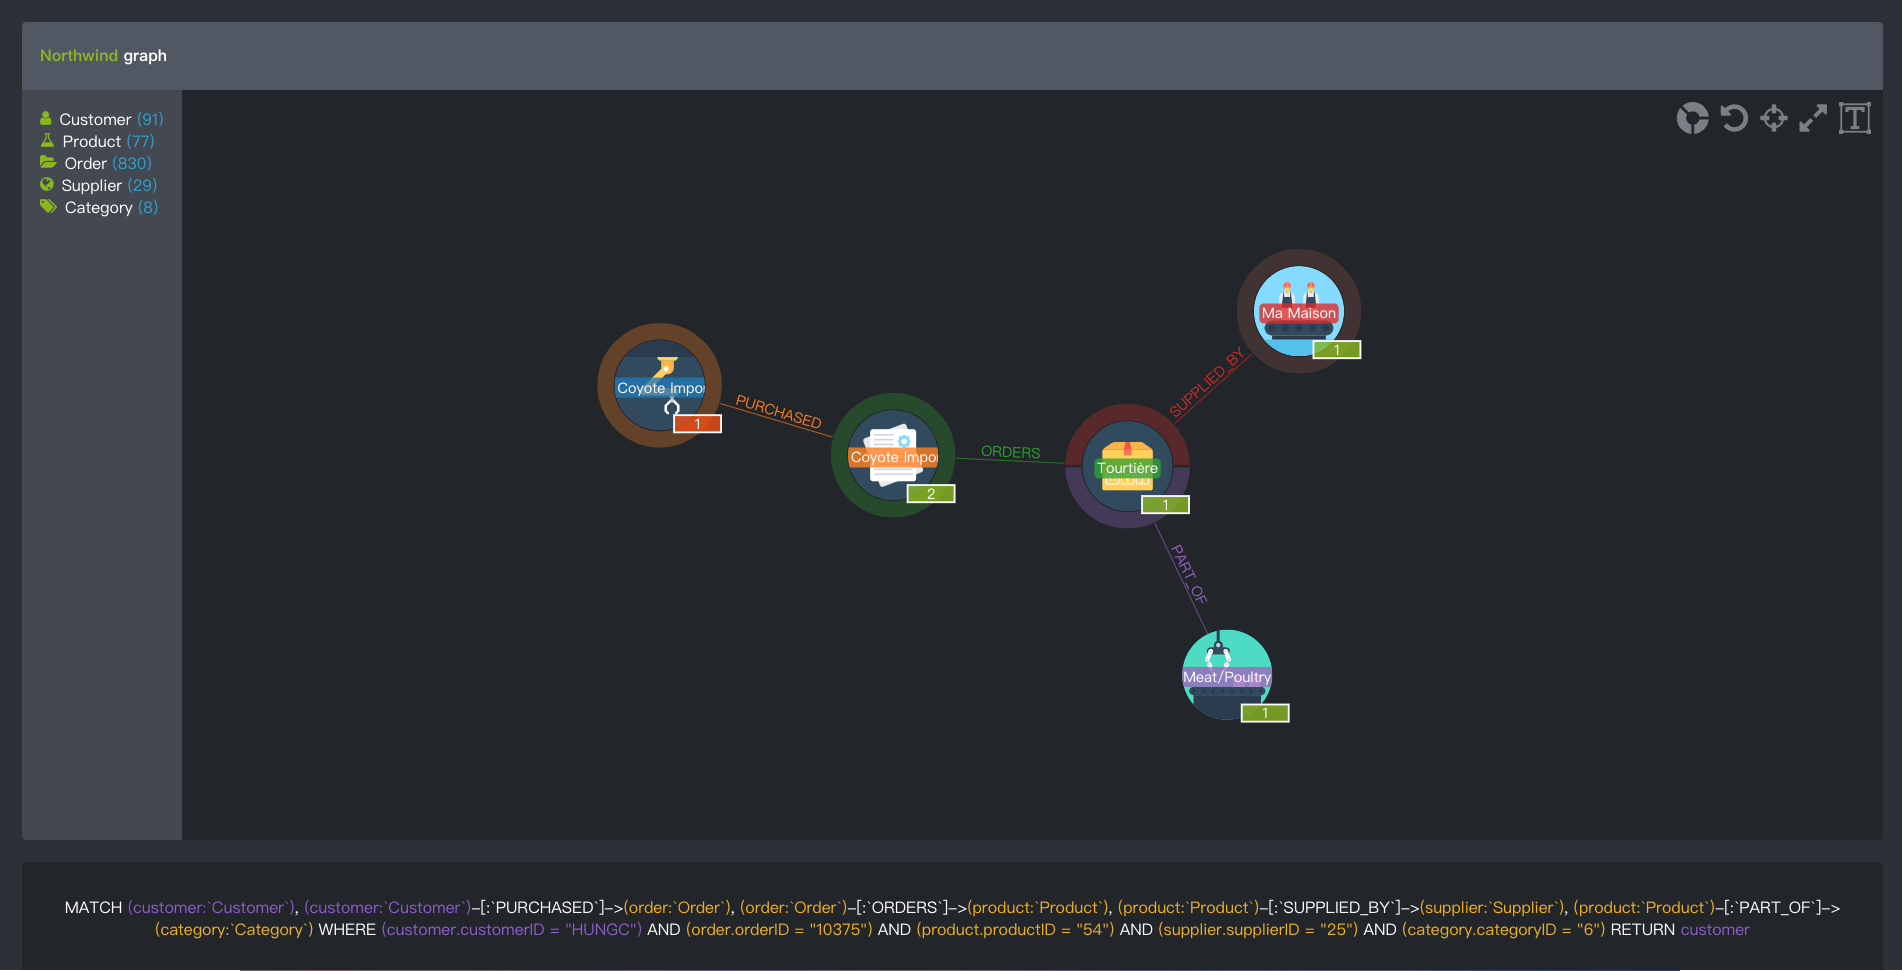 Northwind graph
Customer (91)
Product (77)
Order (830)
Supplier (29)
Category (8)
T
Ma Maison
1
SUPPLIED_BY
Coyote Impo
1
PURCHASED
Coyote Impo
2
ORDERS
Tourtière
1
PART_OF
Meat/Poultry
1
MATCH (customer:`Customer`), (customer:`Customer`)-[:`PURCHASED`]->(order:`Order`), (order:`Order`)-[:`ORDERS`]->(product:`Product`), (product:`Product`)-[:`SUPPLIED_BY`]->(supplier:`Supplier`), (product:`Product`)-[:`PART_OF`]->
(category:`Category`) WHERE (customer.customerID = "HUNGC") AND (order.orderID = "10375") AND (product.productID = "54") AND (supplier.supplierID = "25") AND (category.categoryID = "6") RETURN customer